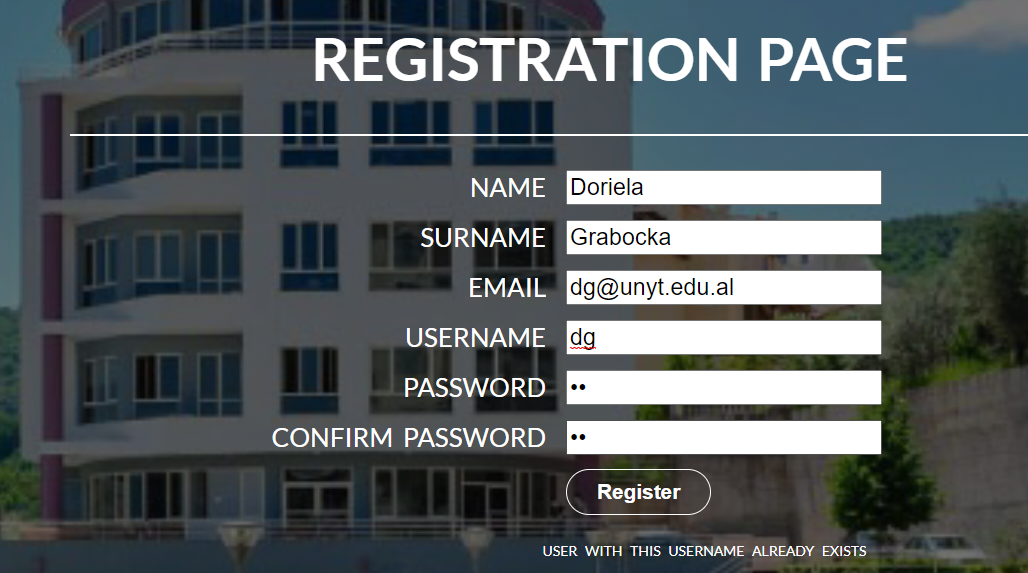 REGISTRATION PAGE
NAME Doriela
SURNAME Grabocka
EMAIL dg@unyt.edu.al
USERNAME dg
PASSWORD ••
CONFIRM PASSWORD ••
Register
USER WITH THIS USERNAME ALREADY EXISTS